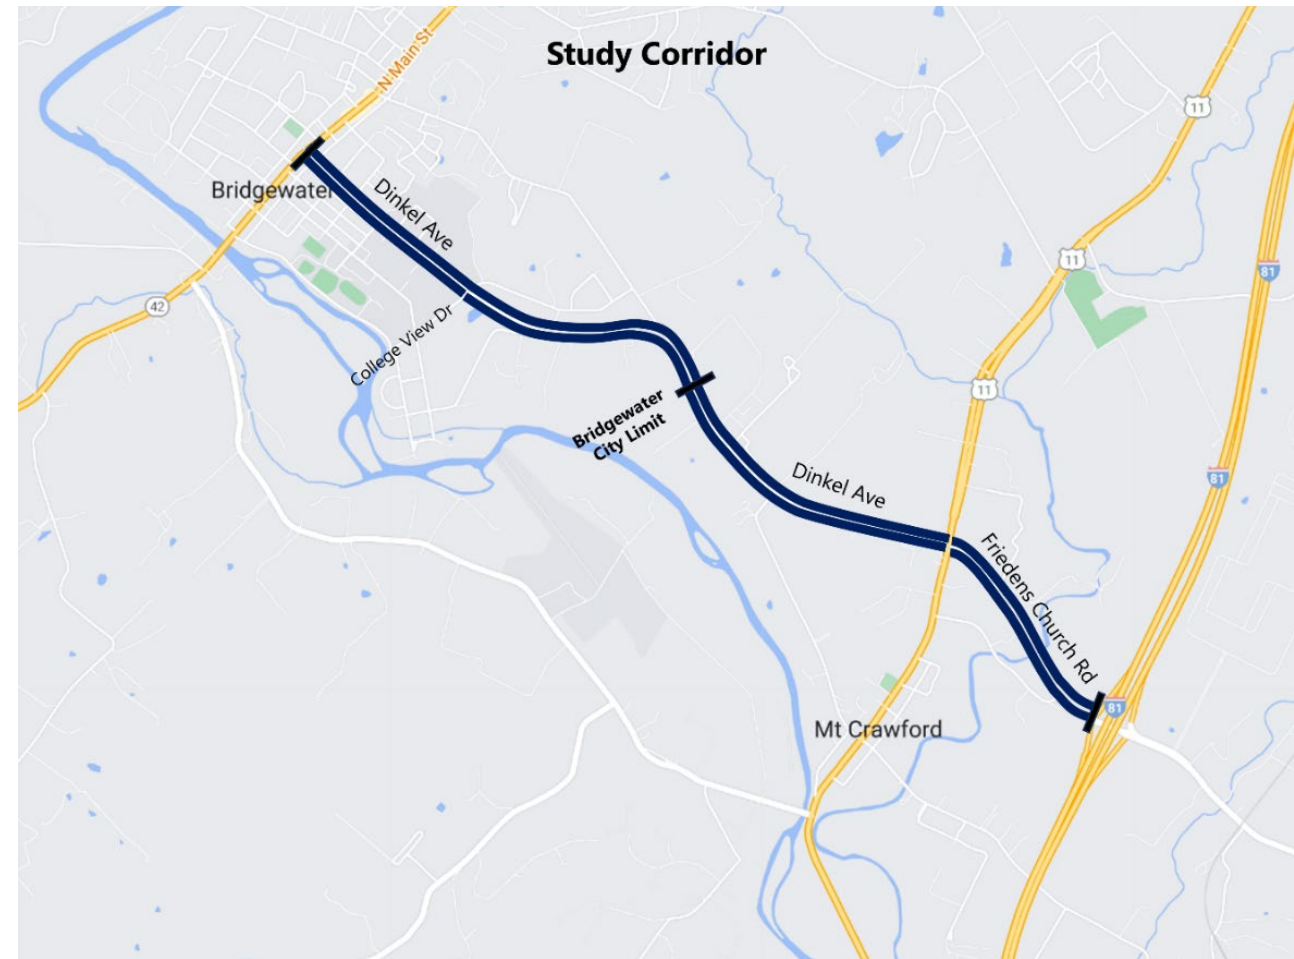 Study Corridor
N Main St
11
Bridgewater
Dinkel Ave
11
81
42
College View Dr
11
Bridgewater
City Limit
Dinkel Ave
81
Friedens Church Rd
81
Mt Crawford